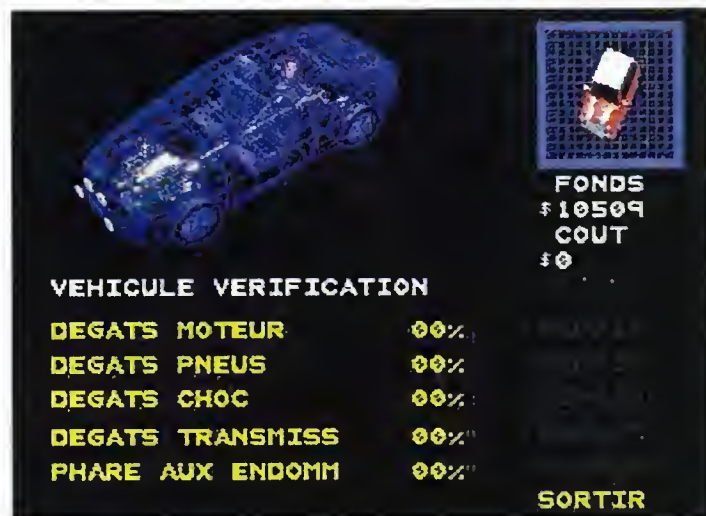 FONDS
$10509
COUT
$0
VEHICULE VERIFICATION
DEGATS MOTEUR 00%
DEGATS PNEUS 00%
DEGATS CHOC 00%
DEGATS TRANSMISS 00%
PHARE AUX ENDOMM 00%
SORTIR